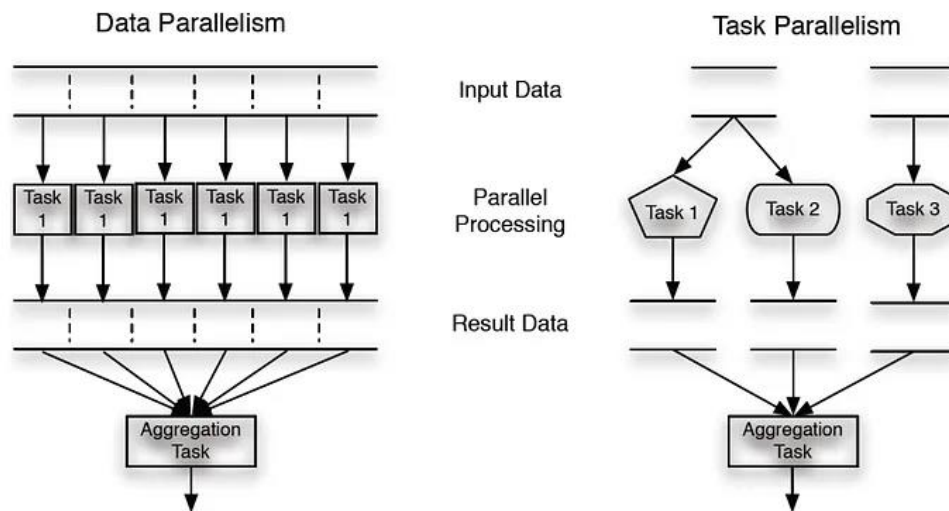 Data Parallelism
Task Parallelism
Input Data
Task
1
Task
1
Task
1
Task
1
Task
1
Task
1
Parallel
Processing
Task 1
Task 2
Task 3
Result Data
Aggregation
Task
Aggregation
Task